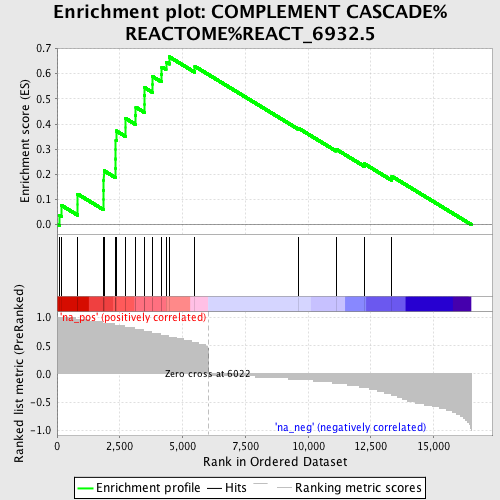 Enrichment plot: COMPLEMENT CASCADE%
REACTOME%REACT_6932.5
Enrichment score (ES)
0.7
0.6
0.5
0.4
0.3
0.2
0.1
0.0
'na_pos' (positively correlated)
Ranked list metric (PreRanked)
1.0
0.5
0.0
-0.5
-1.0
Zero cross at 6022
'na_neg' (negatively correlated)
0 2,500 5,000 7,500 10,000 12,500 15,000
Rank in Ordered Dataset
Enrichment profile Hits Ranking metric scores